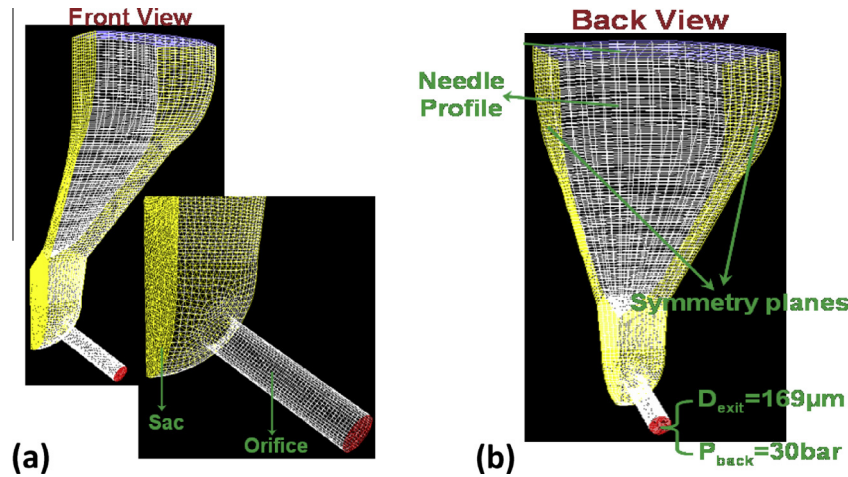 Front View
Sac
Orifice
(a)
Back View
Needle
Profile
Symmetry planes
D_exit=169µm
P_back=30bar
(b)